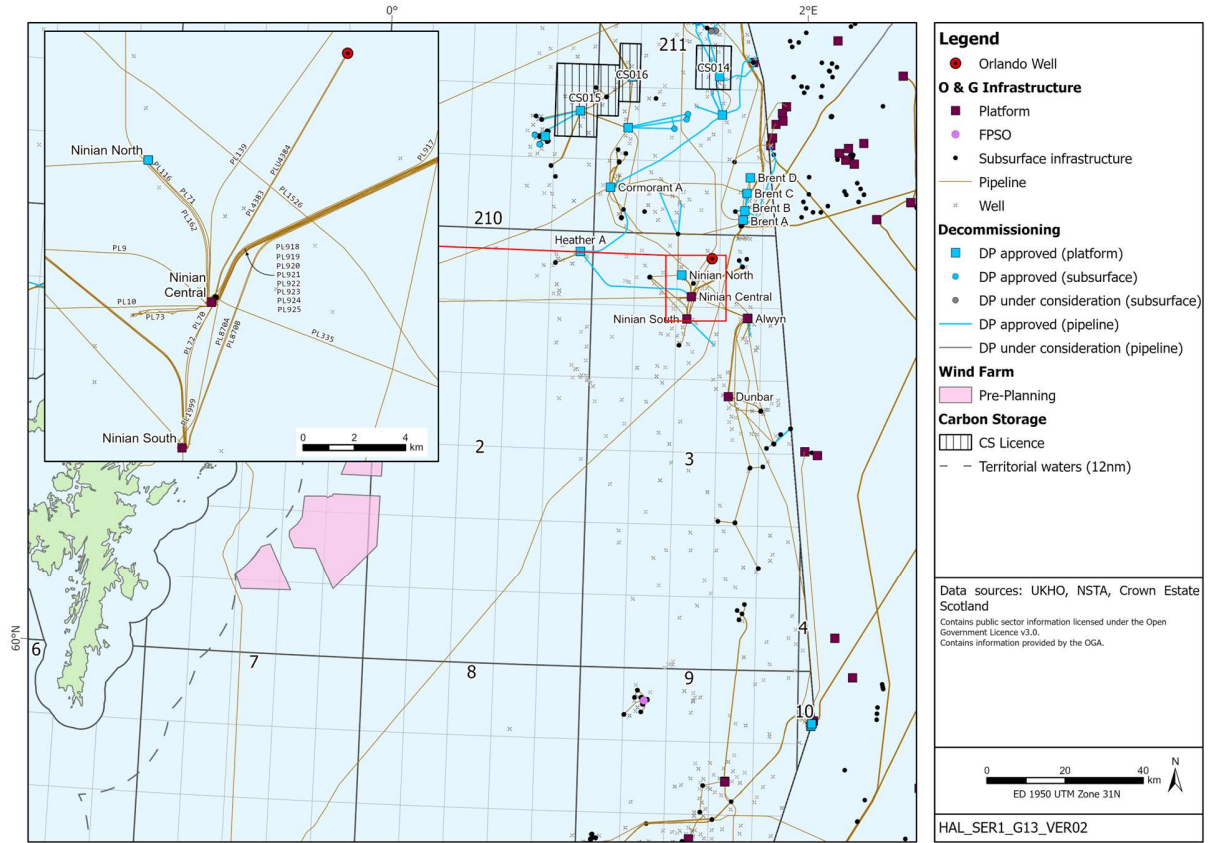 0°
2°E
60°N
Ninian North
Ninian
Central
Ninian South
PL116
PL71
PL162
PL139
PLU4384
PL4383
PL1526
PL917
PL9
PL918
PL919
PL920
PL921
PL922
PL923
PL924
PL925
PL10
PL73
PL70
PL72
PL870A
PL870B
PL335
PL1999
0 2 4
km
211
CS016
CS014
CS015
Cormorant A
Brent D
Brent C
Brent B
Brent A
210
Heather A
Ninian North
Ninian Central
Ninian South
Alwyn
Dunbar
2
3
4
6
7
8
9
10
Legend
Orlando Well
O & G Infrastructure
Platform
FPSO
Subsurface infrastructure
Pipeline
Well
Decommissioning
DP approved (platform)
DP approved (subsurface)
DP under consideration (subsurface)
DP approved (pipeline)
DP under consideration (pipeline)
Wind Farm
Pre-Planning
Carbon Storage
CS Licence
Territorial waters (12nm)
Data sources: UKHO, NSTA, Crown Estate
Scotland
Contains public sector information licensed under the Open
Government Licence v3.0.
Contains information provided by the OGA.
0 20 40
km
N
ED 1950 UTM Zone 31N
HAL_SER1_G13_VER02